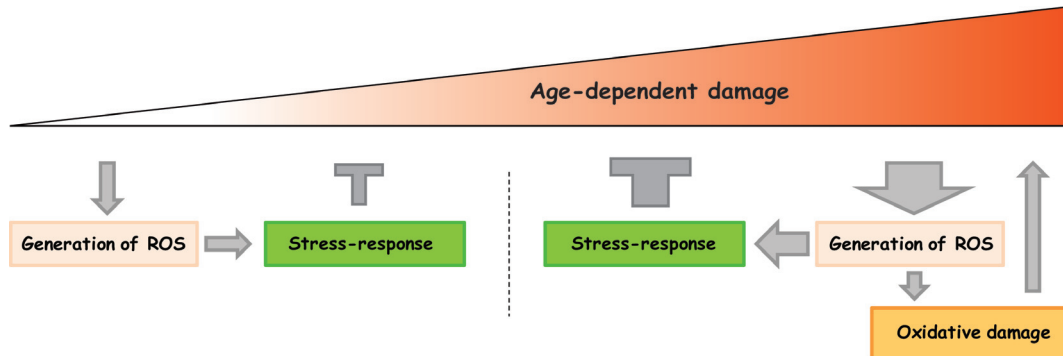 Age-dependent damage
Generation of ROS
Stress-response
Stress-response
Generation of ROS
Oxidative damage